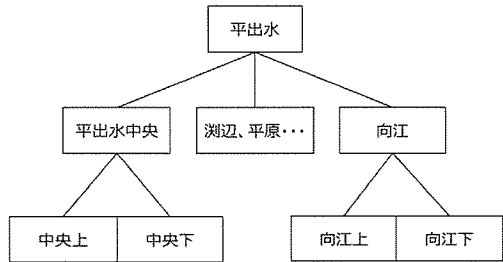 平出水
平出水中央
渕辺、平原・・・
向江
中央上
中央下
向江上
向江下